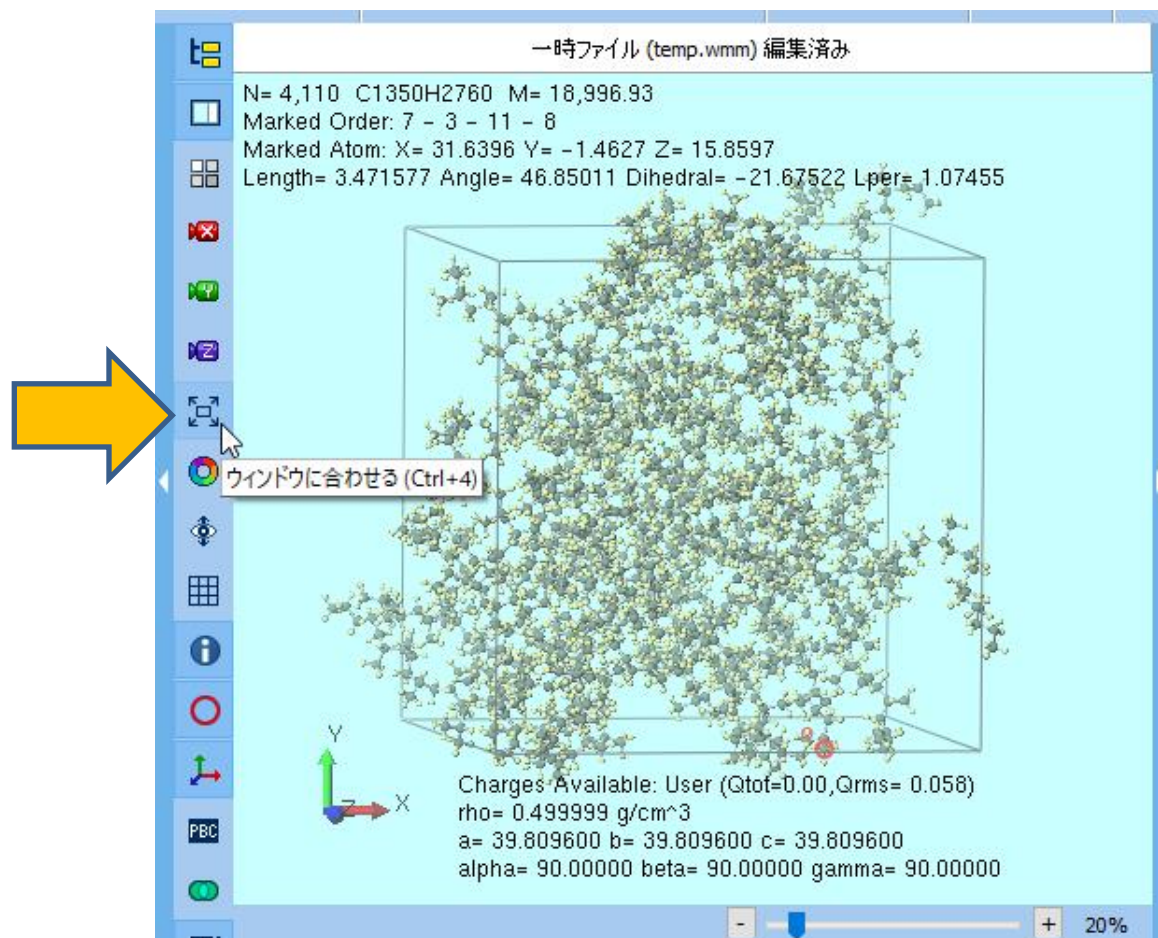 一時ファイル (temp.wmm) 編集済み
N= 4,110 C1350H2760 M= 18,996.93
Marked Order: 7 - 3 - 11 - 8
Marked Atom: X= 31.6396 Y= -1.4627 Z= 15.8597
Length= 3.471577 Angle= 46.85011 Dihedral= -21.67522 Lper= 1.07455
X
Y
Z
ウィンドウに合わせる (Ctrl+4)
Y
Z
X
Charges Available: User (Qtot=0.00,Qrms= 0.058)
rho= 0.499999 g/cm^3
a= 39.809600 b= 39.809600 c= 39.809600
alpha= 90.00000 beta= 90.00000 gamma= 90.00000
PBC
- + 20%